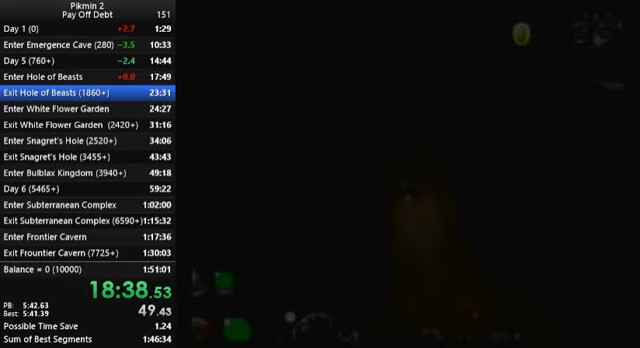 Pikmin 2
Pay Off Debt 151
Day 1 (0) +2.7 1:29
Enter Emergence Cave (280) −3.5 10:33
Day 5 (760+) −2.4 14:44
Enter Hole of Beasts +0.0 17:49
Exit Hole of Beasts (1860+) 23:31
Enter White Flower Garden 24:27
Exit White Flower Garden (2420+) 31:16
Enter Snagret's Hole (2520+) 34:06
Exit Snagret's Hole (3455+) 43:43
Enter Bulblax Kingdom (3940+) 49:18
Day 6 (5465+) 59:22
Enter Subterranean Complex 1:02:00
Exit Subterranean Complex (6590+) 1:15:32
Enter Frontier Cavern 1:17:36
Exit Frountier Cavern (7725+) 1:30:03
Balance = 0 (10000) 1:51:01
18:38.53
PB: 5:42.63
Best: 5:41.39
49.43
Possible Time Save 1.24
Sum of Best Segments 1:46:34